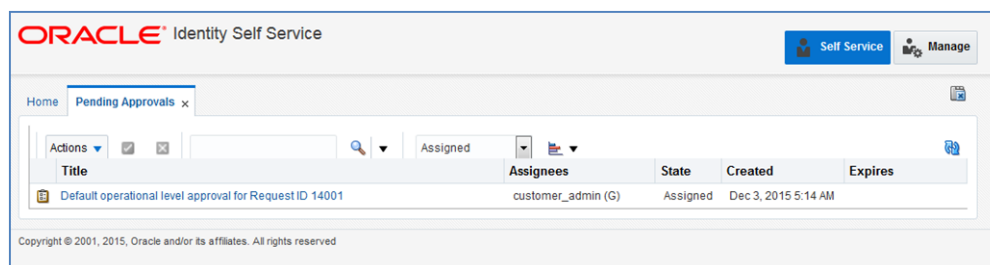 ORACLE® Identity Self Service
Self Service Manage
Home Pending Approvals x
Actions Assigned
Title Assignees State Created Expires
Default operational level approval for Request ID 14001 customer_admin (G) Assigned Dec 3, 2015 5:14 AM
Copyright © 2001, 2015, Oracle and/or its affiliates. All rights reserved